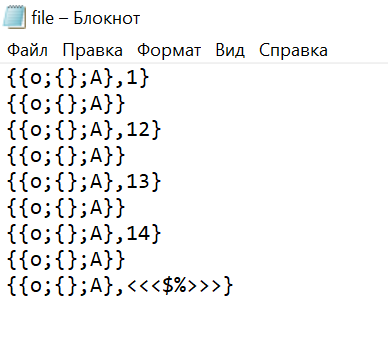 file – Блокнот
Файл Правка Формат Вид Справка
{{o;{};A},1}
{{o;{};A}}
{{o;{};A},12}
{{o;{};A}}
{{o;{};A},13}
{{o;{};A}}
{{o;{};A},14}
{{o;{};A}}
{{o;{};A},<<<$%>>>}